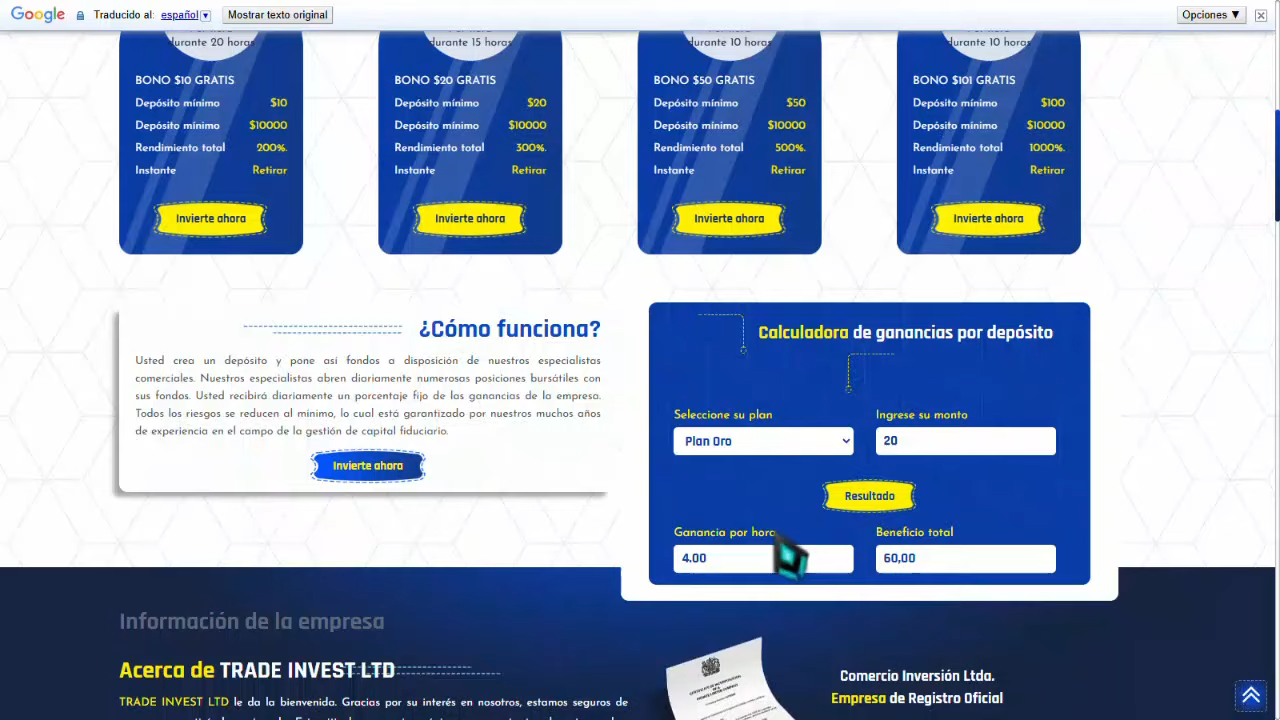 Google Traducido al: español Mostrar texto original Opciones ▼
durante 20 horas
BONO $10 GRATIS
Depósito mínimo $10
Depósito mínimo $10000
Rendimiento total 200%.
Instante Retirar
Invierte ahora
durante 15 horas
BONO $20 GRATIS
Depósito mínimo $20
Depósito mínimo $10000
Rendimiento total 300%.
Instante Retirar
Invierte ahora
durante 10 horas
BONO $50 GRATIS
Depósito mínimo $50
Depósito mínimo $10000
Rendimiento total 500%.
Instante Retirar
Invierte ahora
durante 10 horas
BONO $101 GRATIS
Depósito mínimo $100
Depósito mínimo $10000
Rendimiento total 1000%.
Instante Retirar
Invierte ahora
¿Cómo funciona?
Usted crea un depósito y pone así fondos a disposición de nuestros especialistas
comerciales. Nuestros especialistas abren diariamente numerosas posiciones bursátiles con
sus fondos. Usted recibirá diariamente un porcentaje fijo de las ganancias de la empresa.
Todos los riesgos se reducen al mínimo, lo cual está garantizado por nuestros muchos años
de experiencia en el campo de la gestión de capital fiduciario.
Invierte ahora
Calculadora de ganancias por depósito
Seleccione su plan
Plan Oro
Ingrese su monto
20
Resultado
Ganancia por hora
4.00
Beneficio total
60,00
Información de la empresa
Acerca de TRADE INVEST LTD
TRADE INVEST LTD le da la bienvenida. Gracias por su interés en nosotros, estamos seguros de
Comercio Inversión Ltda.
Empresa de Registro Oficial